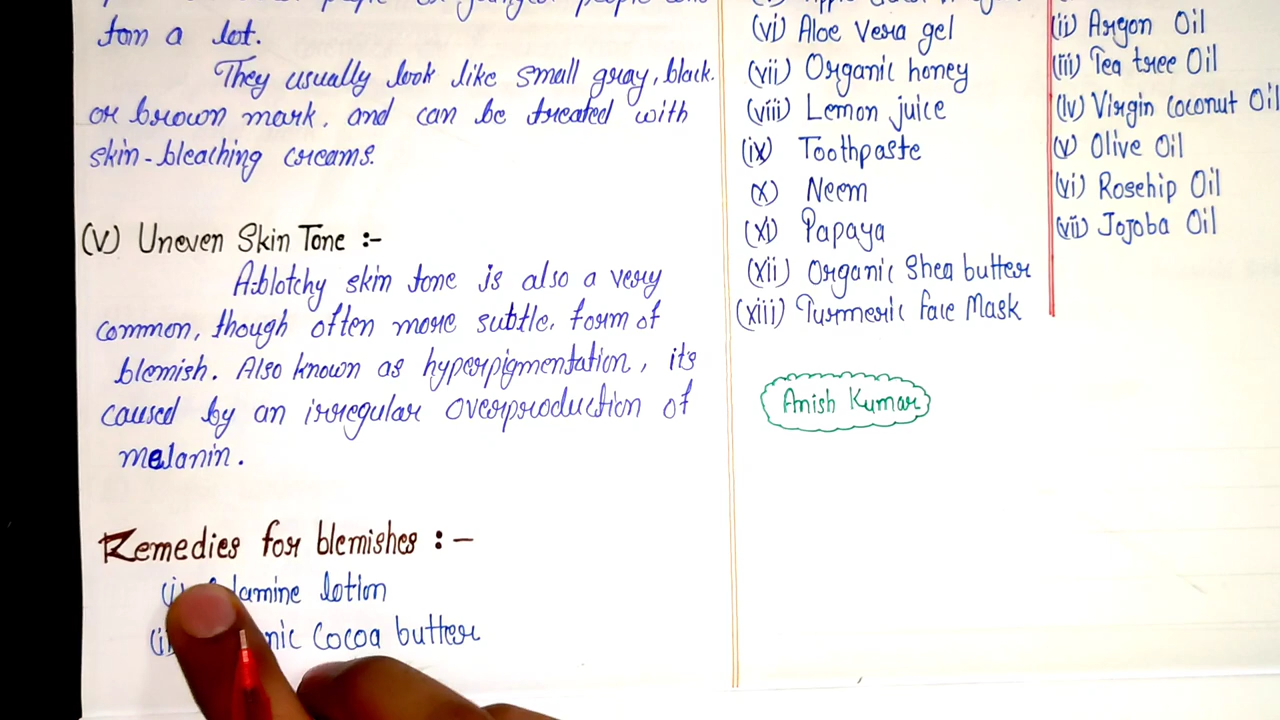 tan a lot.
They usually look like small gray, black.
or brown mark, and can be treated with
skin-bleaching creams.
(V) Uneven Skin Tone :-
A blotchy skin tone is also a very
common, though often more subtle, form of
blemish. Also known as hyperpigmentation, its
caused by an irregular overproduction of
melanin.
Remedies for blemishes :-
lotion
Cocoa butter
(vi) Aloe Vera gel
(vii) Organic honey
(viii) Lemon juice
(ix) Toothpaste
(x) Neem
(xi) Papaya
(xii) Organic Shea butter
(xiii) Turmeric face Mask
Amish Kumar
(ii) Argon Oil
(iii) Tea tree Oil
(iv) Virgin coconut Oil
(v) Olive Oil
(vi) Rosehip Oil
(vii) Jojoba Oil